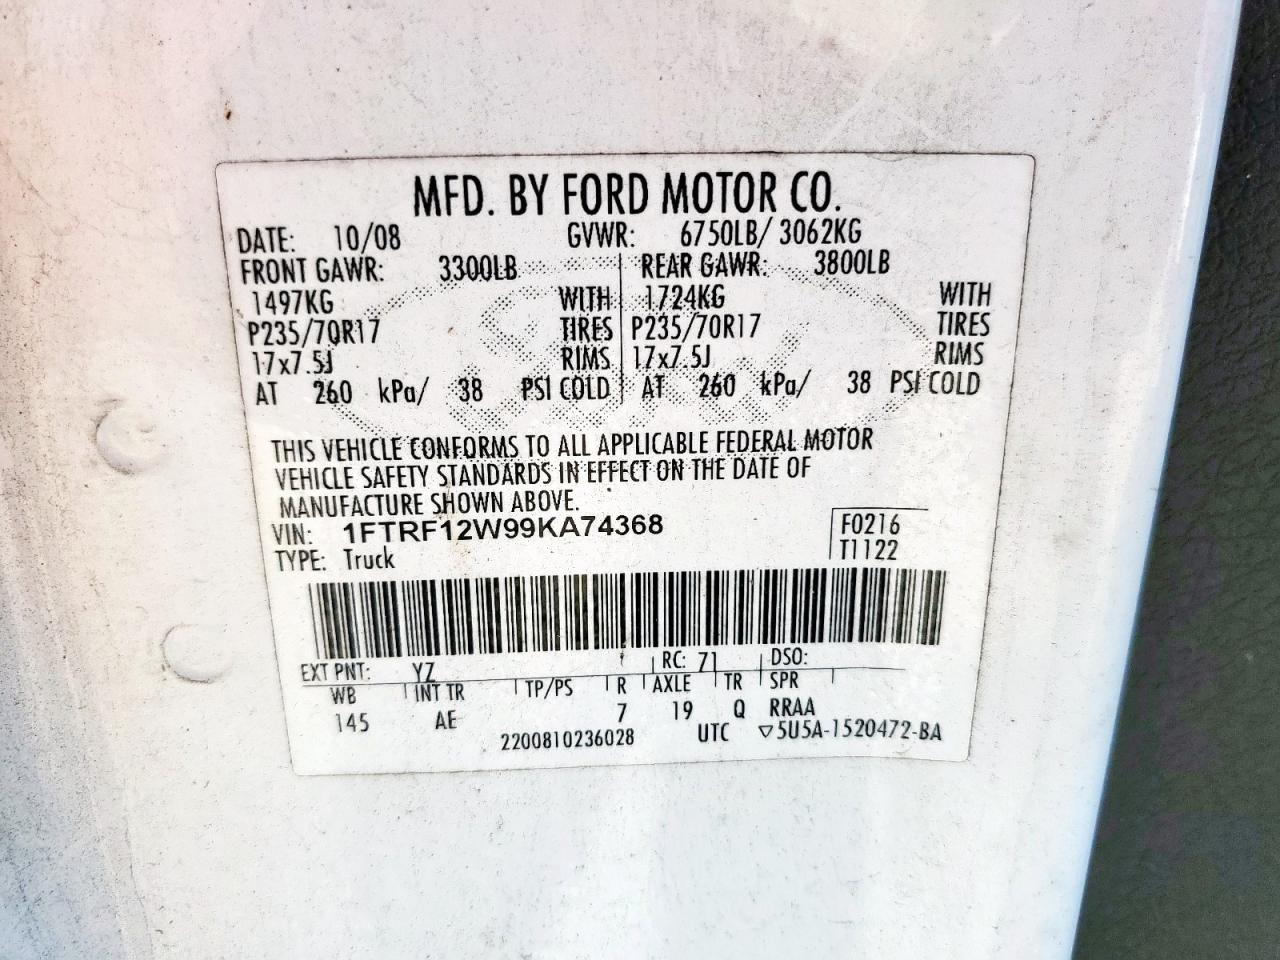 MFD. BY FORD MOTOR CO.
DATE: 10/08 GVWR: 6750LB/ 3062KG
FRONT GAWR: 3300LB REAR GAWR: 3800LB
1497KG WITH 1724KG WITH
P235/70R17 TIRES P235/70R17 TIRES
17x7.5J RIMS 17x7.5J RIMS
AT 260 kPa/ 38 PSI COLD AT 260 kPa/ 38 PSI COLD
THIS VEHICLE CONFORMS TO ALL APPLICABLE FEDERAL MOTOR
VEHICLE SAFETY STANDARDS IN EFFECT ON THE DATE OF
MANUFACTURE SHOWN ABOVE.
VIN: 1FTRF12W99KA74368 F0216
TYPE: Truck T1122
EXT PNT: YZ RC: 71 DSO:
WB INT TR TP/PS R AXLE TR SPR
145 AE 7 19 Q RRAA
2200810236028 UTC ▽5U5A-1520472-BA